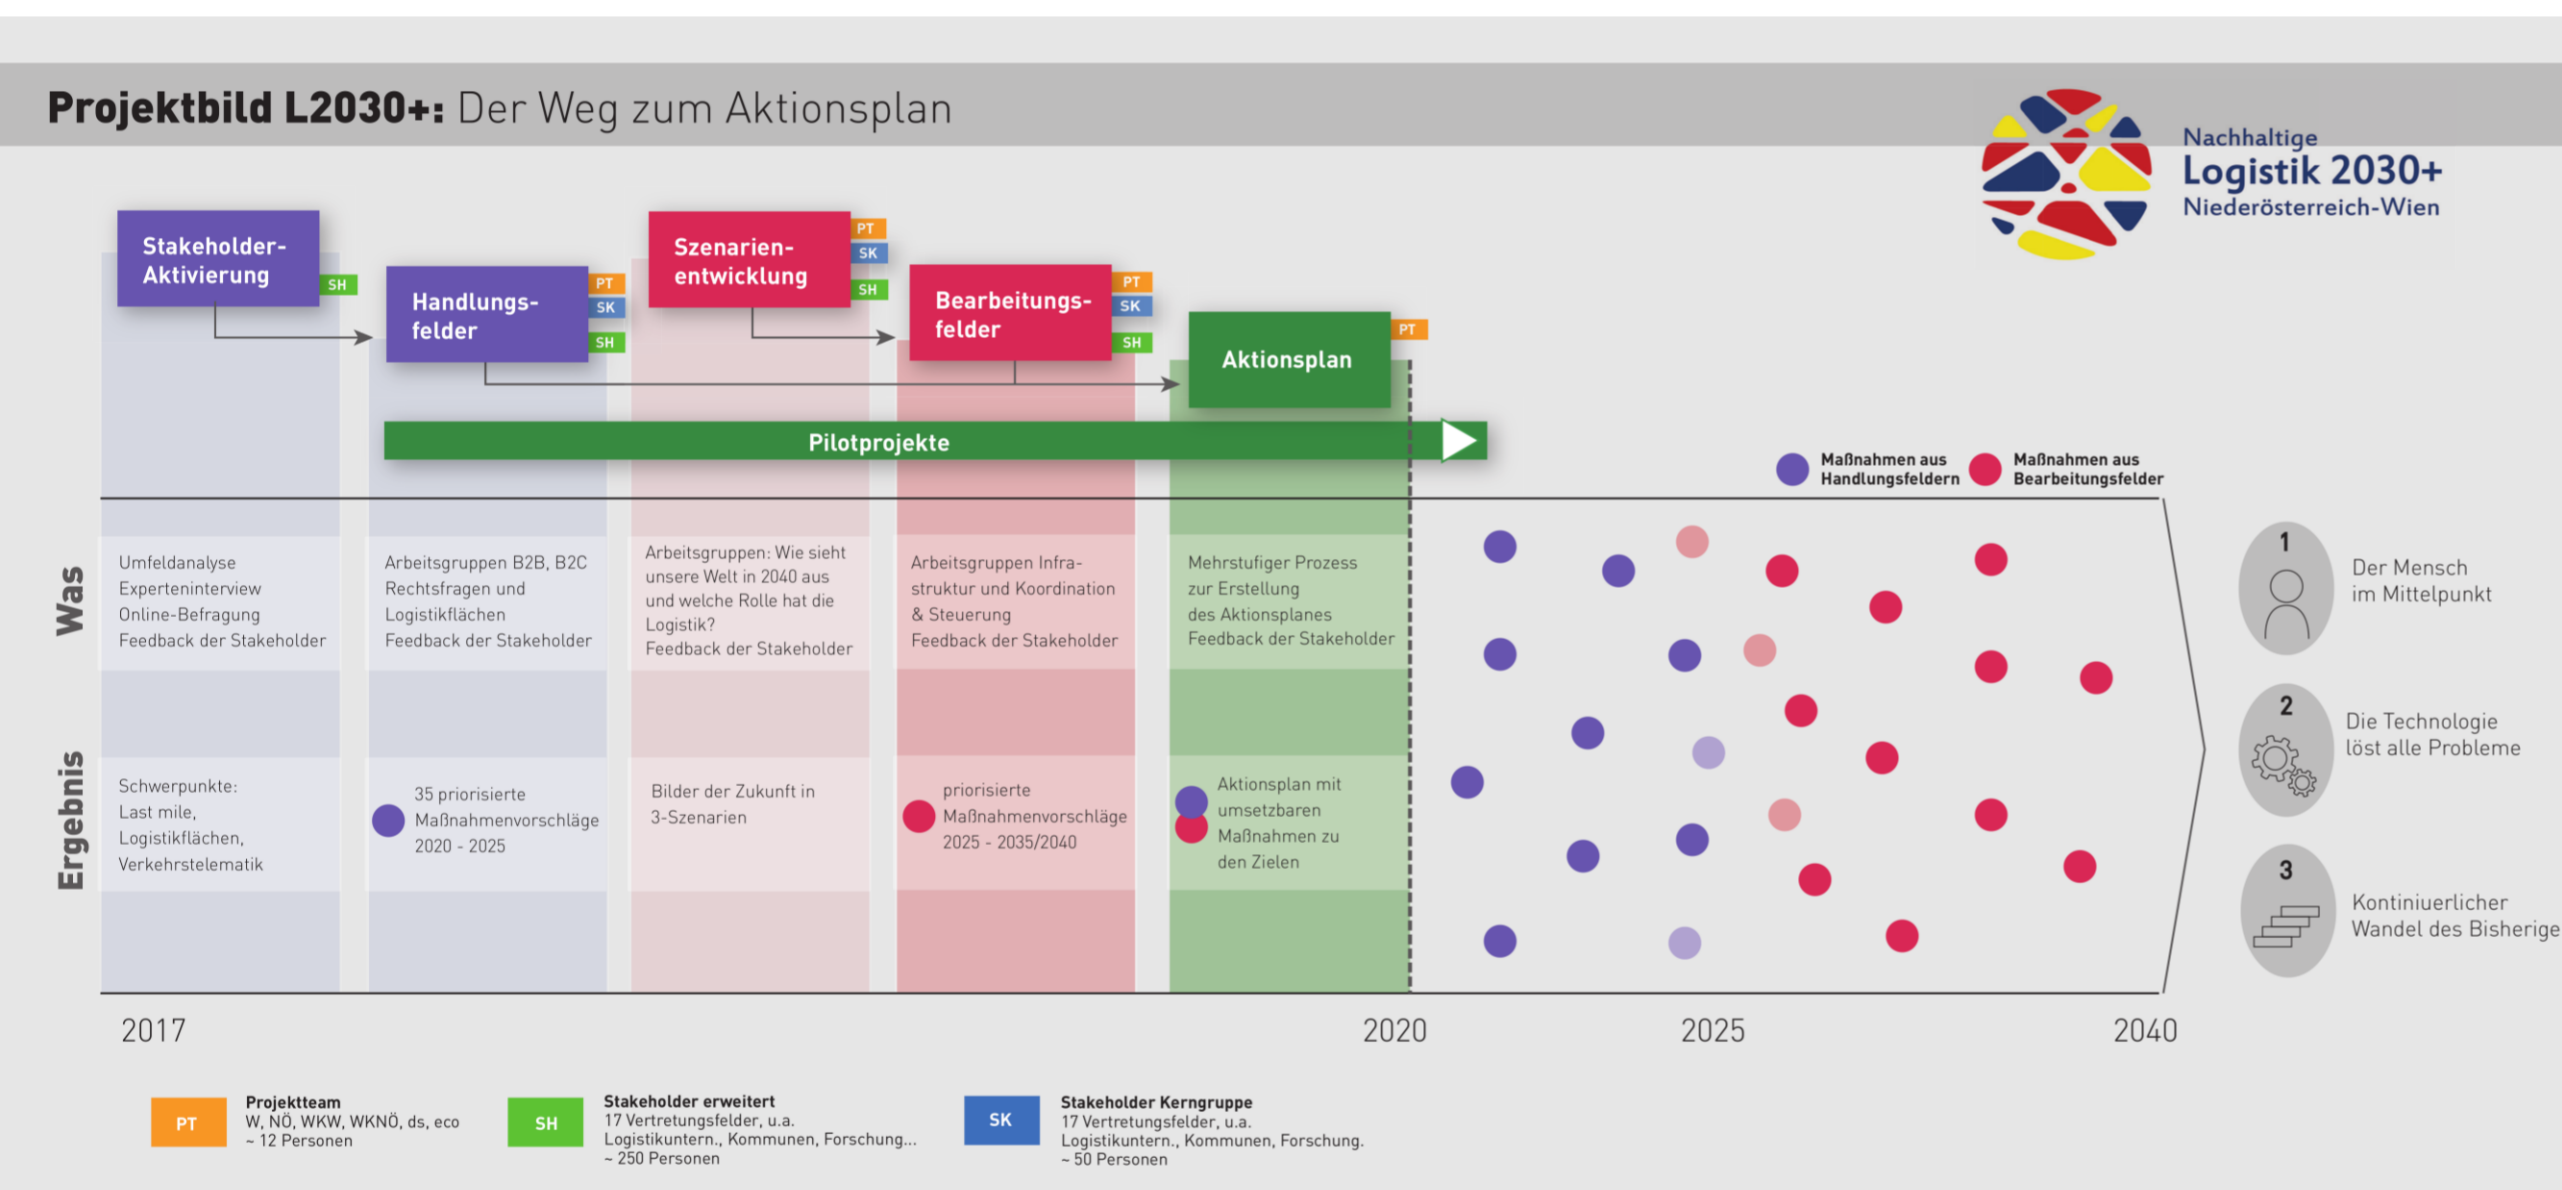 Projektbild L2030+: Der Weg zum Aktionsplan
Nachhaltige
Logistik 2030+
Niederösterreich-Wien
Stakeholder-
Aktivierung
SH
Handlungs-
felder
PT
SK
SH
Szenarien-
entwicklung
PT
SK
SH
Bearbeitungs-
felder
PT
SK
SH
Aktionsplan
PT
Pilotprojekte
Maßnahmen aus
Handlungsfeldern
Maßnahmen aus
Bearbeitungsfelder
Was
Umfeldanalyse
Experteninterview
Online-Befragung
Feedback der Stakeholder
Arbeitsgruppen B2B, B2C
Rechtsfragen und
Logistikflächen
Feedback der Stakeholder
Arbeitsgruppen: Wie sieht
unsere Welt in 2040 aus
und welche Rolle hat die
Logistik?
Feedback der Stakeholder
Arbeitsgruppen Infra-
struktur und Koordination
& Steuerung
Feedback der Stakeholder
Mehrstufiger Prozess
zur Erstellung
des Aktionsplanes
Feedback der Stakeholder
Ergebnis
Schwerpunkte:
Last mile,
Logistikflächen,
Verkehrstelematik
35 priorisierte
Maßnahmenvorschläge
2020 - 2025
Bilder der Zukunft in
3-Szenarien
priorisierte
Maßnahmenvorschläge
2025 - 2035/2040
Aktionsplan mit
umsetzbaren
Maßnahmen zu
den Zielen
1
Der Mensch
im Mittelpunkt
2
Die Technologie
löst alle Probleme
3
Kontiniuerlicher
Wandel des Bisherige
2017
2020
2025
2040
PT
Projektteam
W, NÖ, WKW, WKNÖ, ds, eco
~ 12 Personen
SH
Stakeholder erweitert
17 Vertretungsfelder, u.a.
Logistikuntern., Kommunen, Forschung...
~ 250 Personen
SK
Stakeholder Kerngruppe
17 Vertretungsfelder, u.a.
Logistikuntern., Kommunen, Forschung.
~ 50 Personen